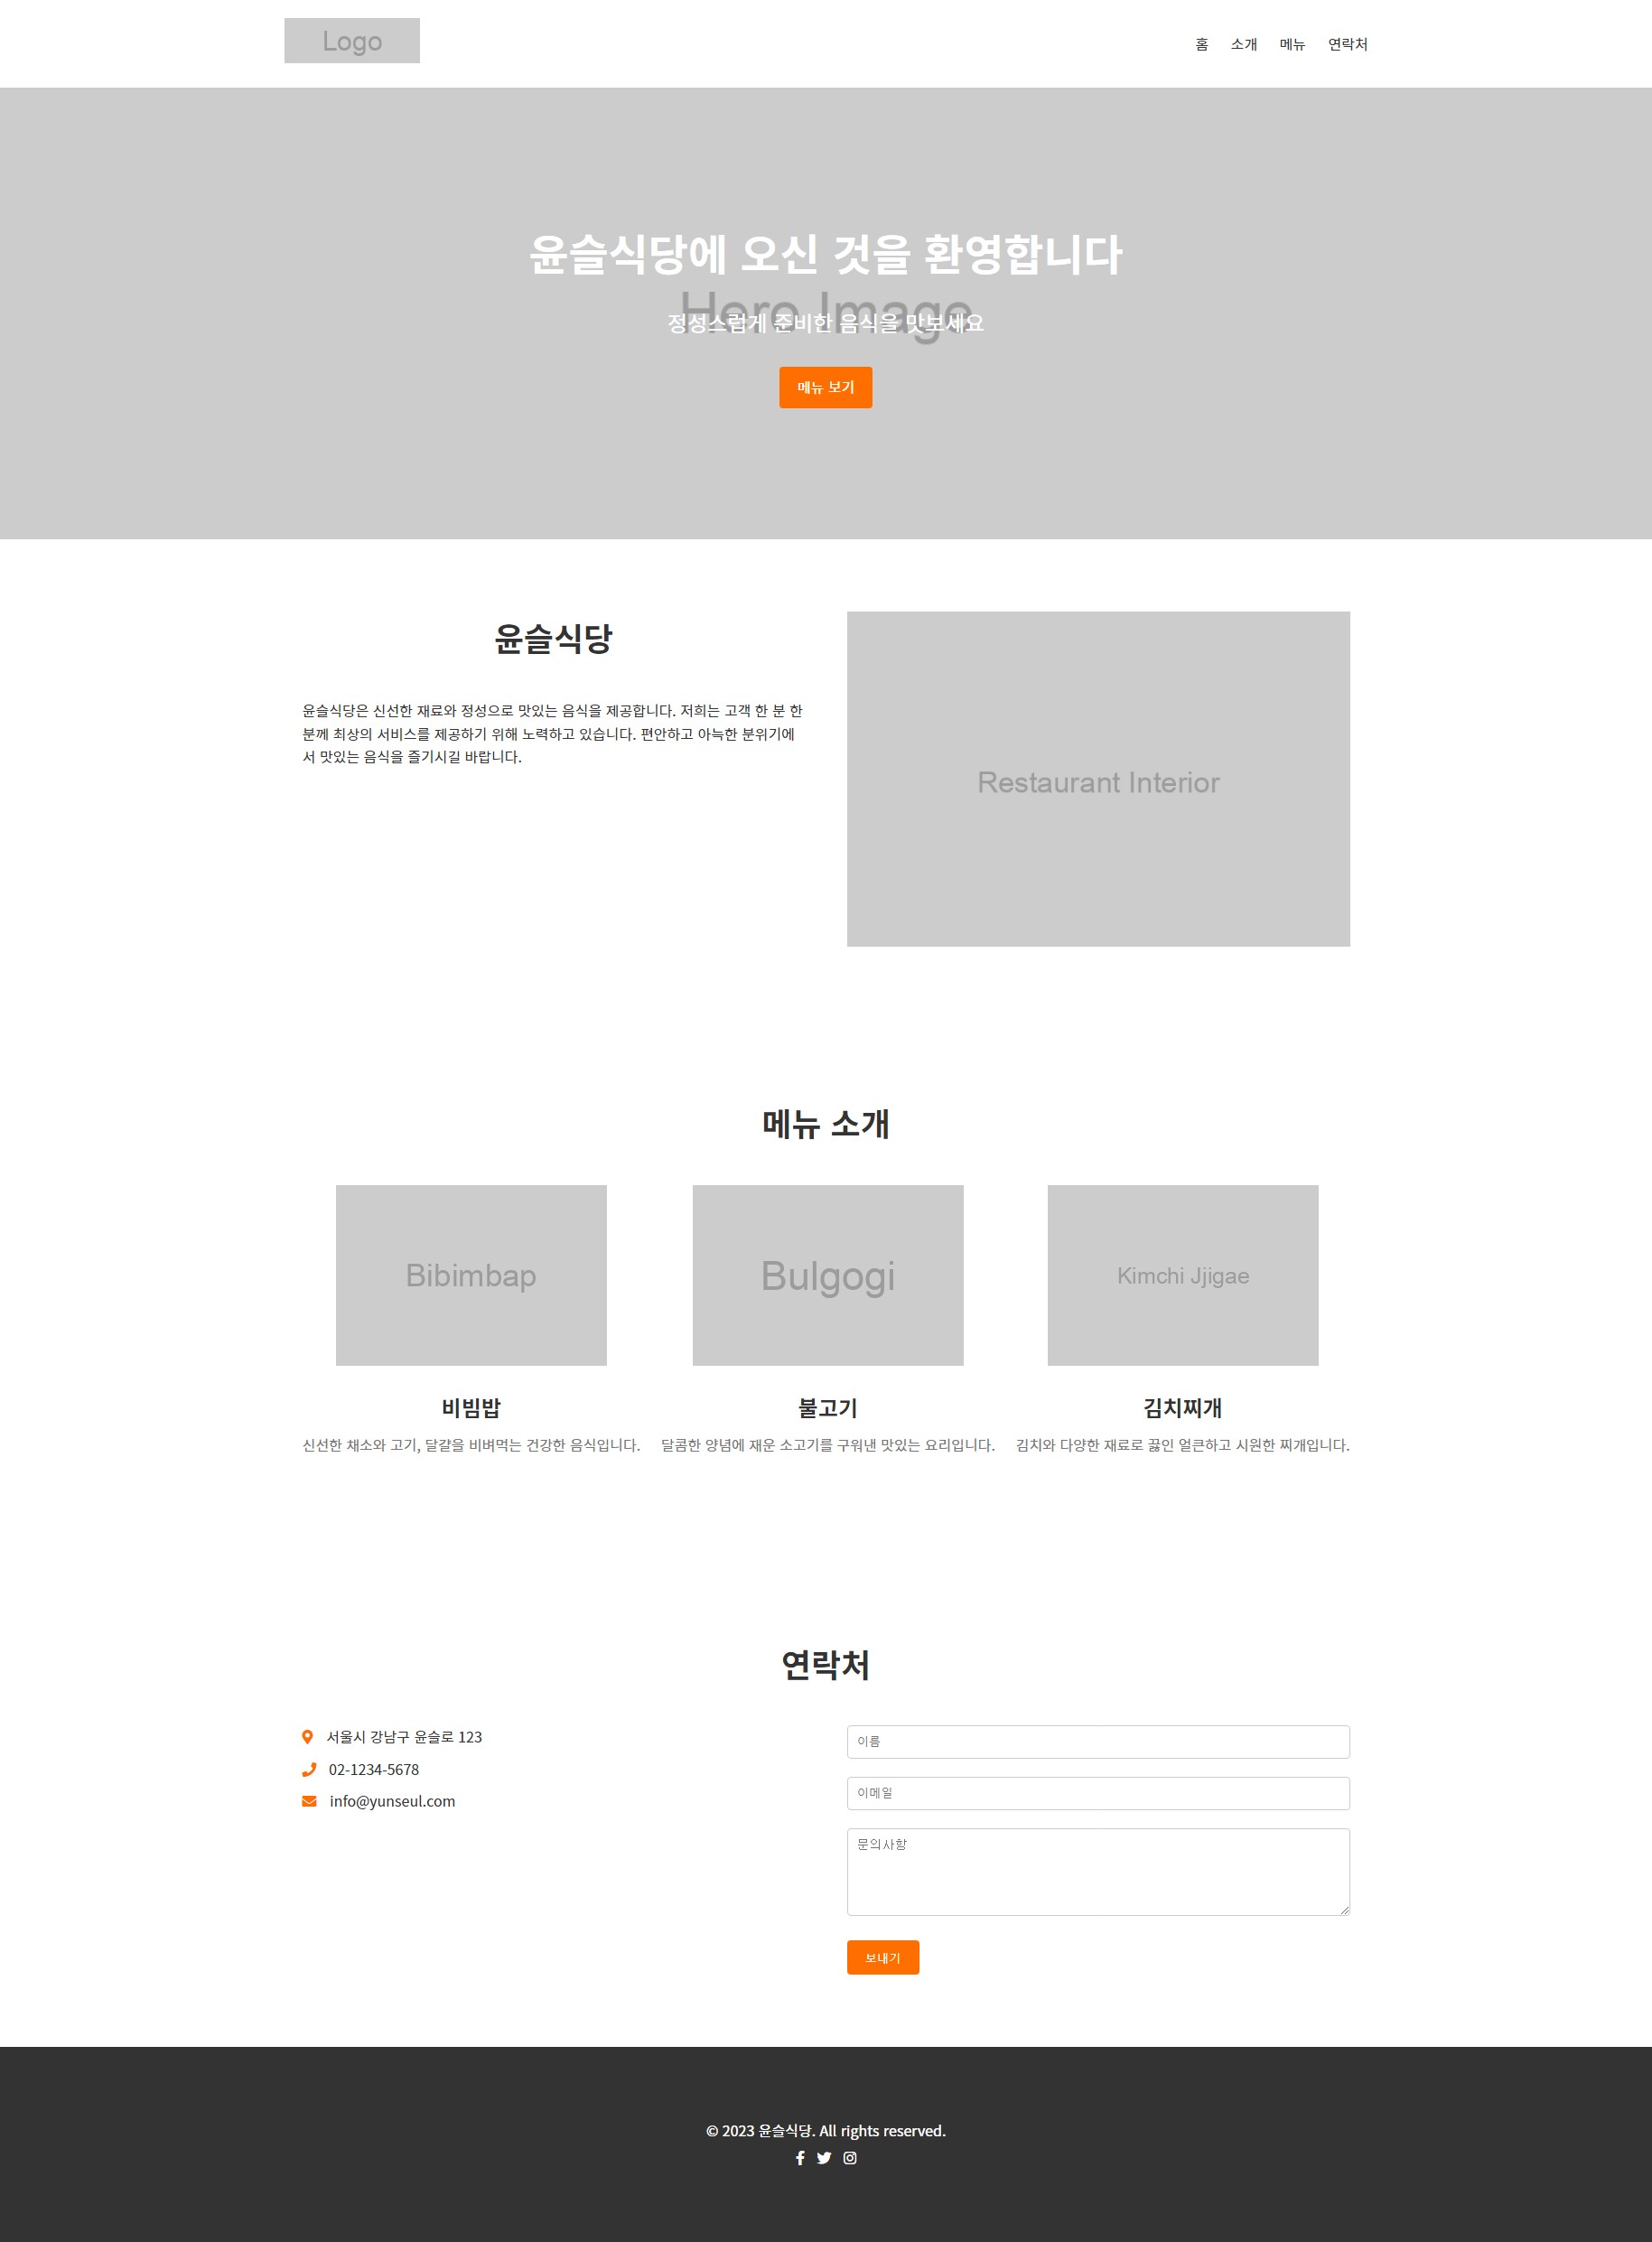 Logo
홈 소개 메뉴 연락처
윤슬식당에 오신 것을 환영합니다
Hero Image
정성스럽게 준비한 음식을 맛보세요
메뉴 보기
윤슬식당
윤슬식당은 신선한 재료와 정성으로 맛있는 음식을 제공합니다. 저희는 고객 한 분 한
분께 최상의 서비스를 제공하기 위해 노력하고 있습니다. 편안하고 아늑한 분위기에
서 맛있는 음식을 즐기시길 바랍니다.
Restaurant Interior
메뉴 소개
Bibimbap
비빔밥
신선한 채소와 고기, 달걀을 비벼먹는 건강한 음식입니다.
Bulgogi
불고기
달콤한 양념에 재운 소고기를 구워낸 맛있는 요리입니다.
Kimchi Jjigae
김치찌개
김치와 다양한 재료로 끓인 얼큰하고 시원한 찌개입니다.
연락처
서울시 강남구 윤슬로 123
02-1234-5678
info@yunseul.com
이름
이메일
문의사항
보내기
© 2023 윤슬식당. All rights reserved.